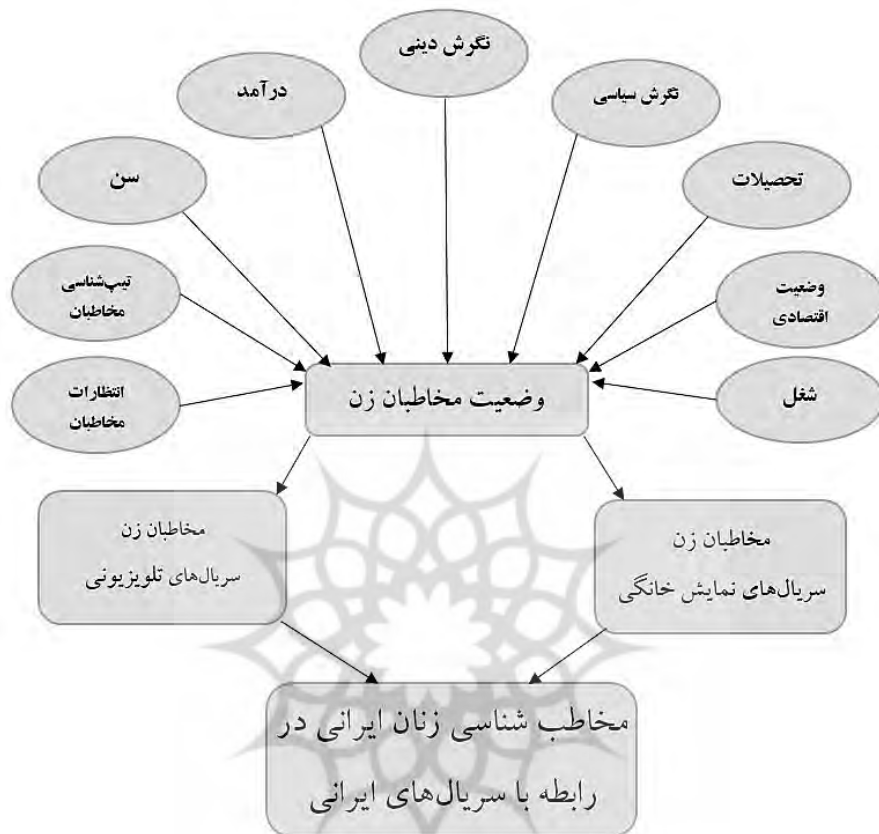 نگرش دینی
نگرش سیاسی
درآمد
تحصیلات
سن
وضعیت
اقتصادی
تیپ‌شناسی
مخاطبان
شغل
انتظارات
مخاطبان
وضعیت مخاطبان زن
مخاطبان زن
سریال‌های نمایش خانگی
مخاطبان زن
سریال‌های تلویزیونی
مخاطب شناسی زنان ایرانی در
رابطه با سریال‌های ایرانی